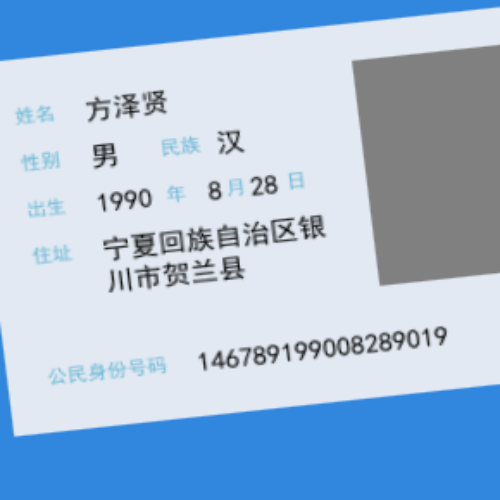 姓名 方泽贤
性别 男 民族 汉
出生 1990 年 8 月 28 日
住址 宁夏回族自治区银
川市贺兰县
公民身份号码 146789199008289019